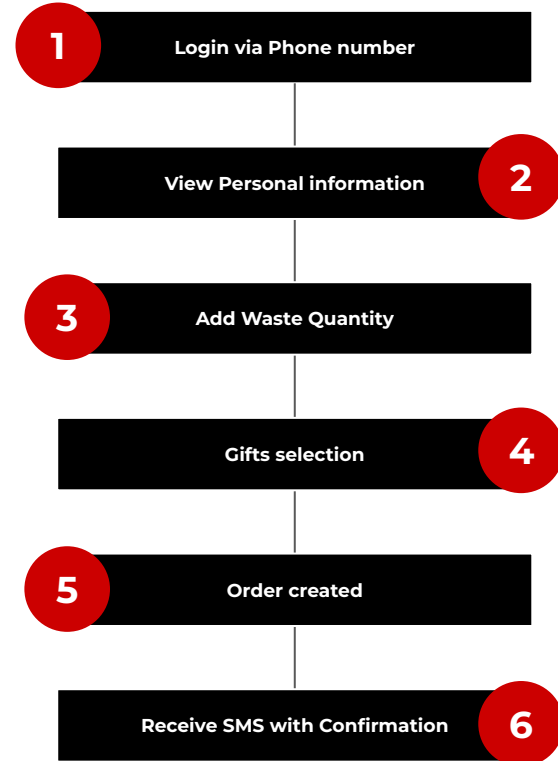 1
Login via Phone number
View Personal information
2
3
Add Waste Quantity
Gifts selection
4
5
Order created
Receive SMS with Confirmation
6